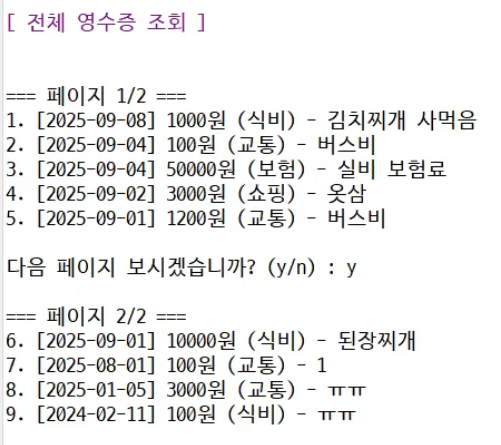 [ 전체 영수증 조회 ]
=== 페이지 1/2 ===
1. [2025-09-08] 1000원 (식비) - 김치찌개 사먹음
2. [2025-09-04] 100원 (교통) - 버스비
3. [2025-09-04] 50000원 (보험) - 실비 보험료
4. [2025-09-02] 3000원 (쇼핑) - 옷삼
5. [2025-09-01] 1200원 (교통) - 버스비
다음 페이지 보시겠습니까? (y/n) : y
=== 페이지 2/2 ===
6. [2025-09-01] 10000원 (식비) - 된장찌개
7. [2025-08-01] 100원 (교통) - 1
8. [2025-01-05] 3000원 (교통) - ㅠㅠ
9. [2024-02-11] 100원 (식비) - ㅠㅠ